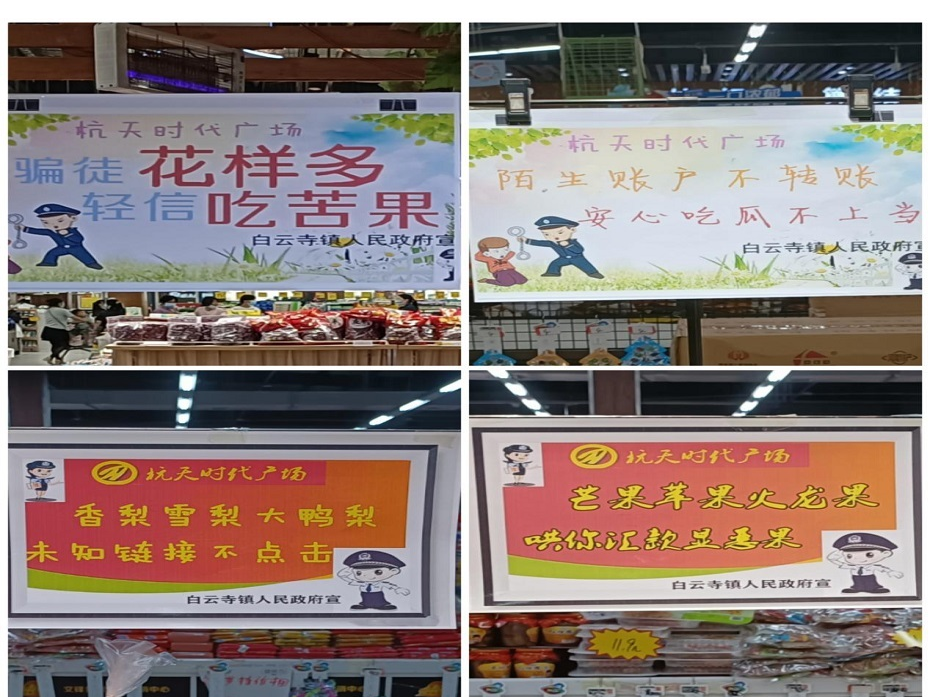 杭天时代广场
骗徒花样多
轻信吃苦果
白云寺镇人民政府宣
杭天时代广场
陌生账户不转账
安心吃瓜不上当
白云寺镇人民政府宣
杭天时代广场
香梨雪梨大鸭梨
未知链接不点击
白云寺镇人民政府宣
杭天时代广场
芒果苹果火龙果
哄你汇款显恶果
白云寺镇人民政府宣
11.9元